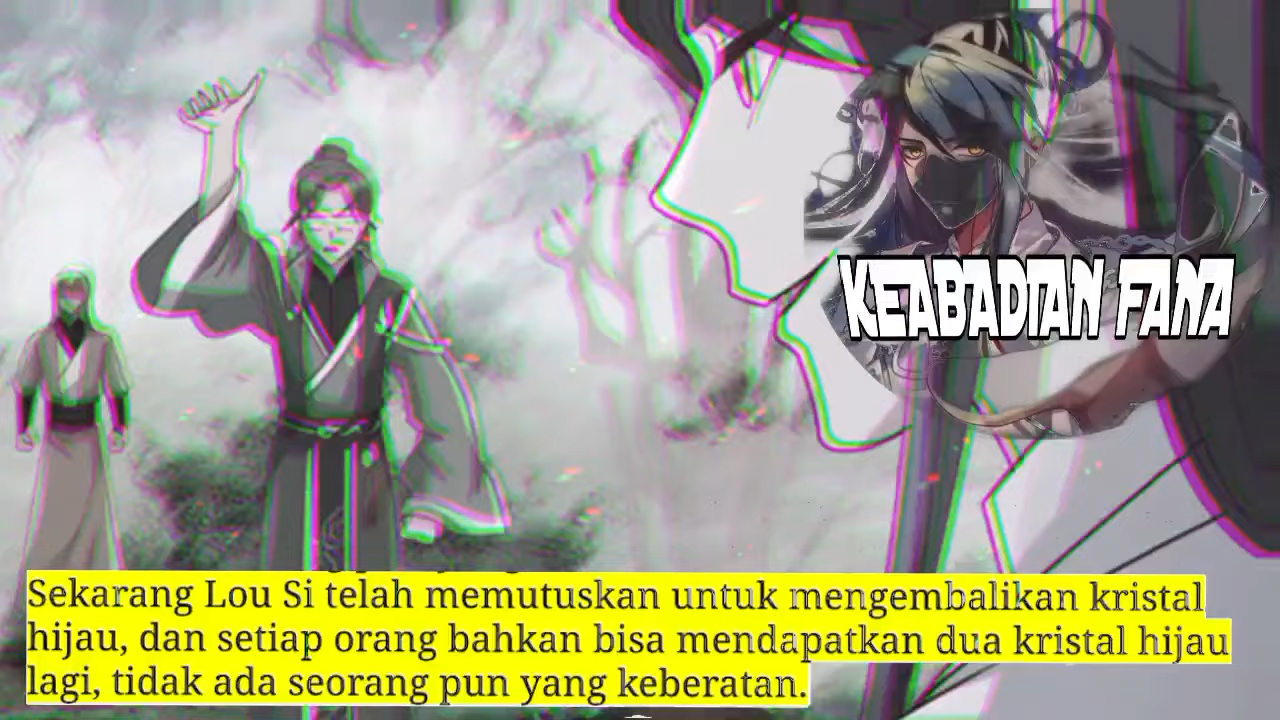 KEABADIAN FANA
Sekarang Lou Si telah memutuskan untuk mengembalikan kristal
hijau, dan setiap orang bahkan bisa mendapatkan dua kristal hijau
lagi, tidak ada seorang pun yang keberatan.